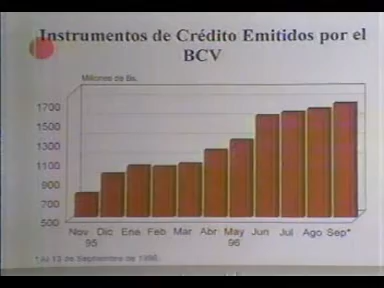 Instrumentos de Crédito Emitidos por el
BCV
Millones de Bs.
1700
1500
1300
1100
900
700
500
Nov Dic Ene Feb Mar Abr May Jun Jul Ago Sep*
95 96
* Al 13 de Septiembre de 1996.